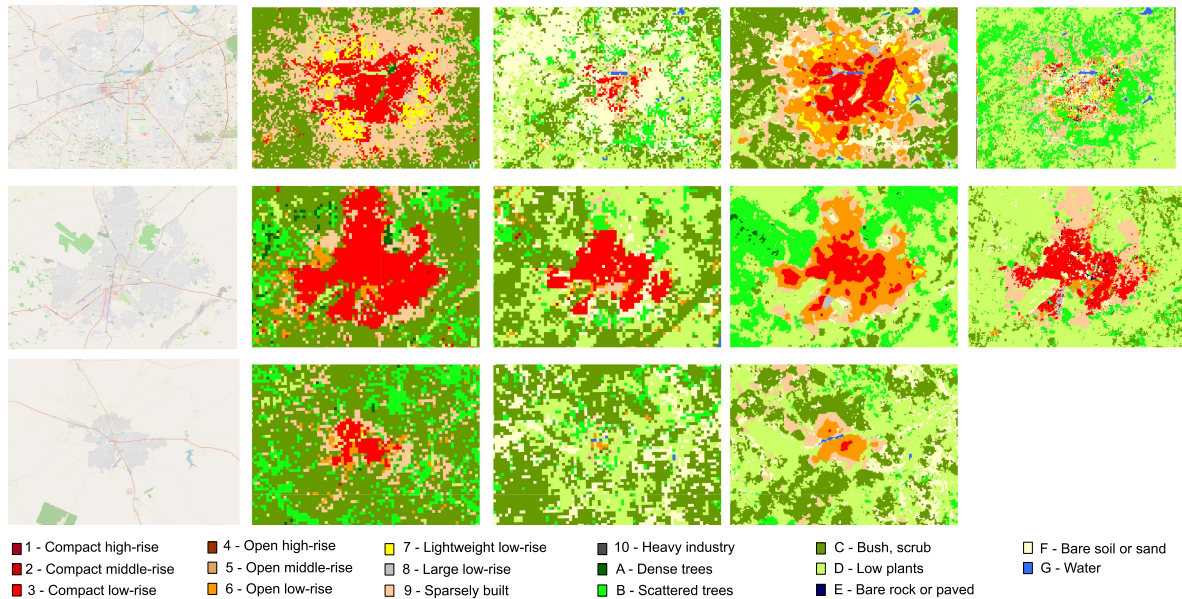 1 - Compact high-rise
4 - Open high-rise
7 - Lightweight low-rise
10 - Heavy industry
C - Bush, scrub
F - Bare soil or sand
2 - Compact middle-rise
5 - Open middle-rise
8 - Large low-rise
A - Dense trees
D - Low plants
G - Water
3 - Compact low-rise
6 - Open low-rise
9 - Sparsely built
B - Scattered trees
E - Bare rock or paved